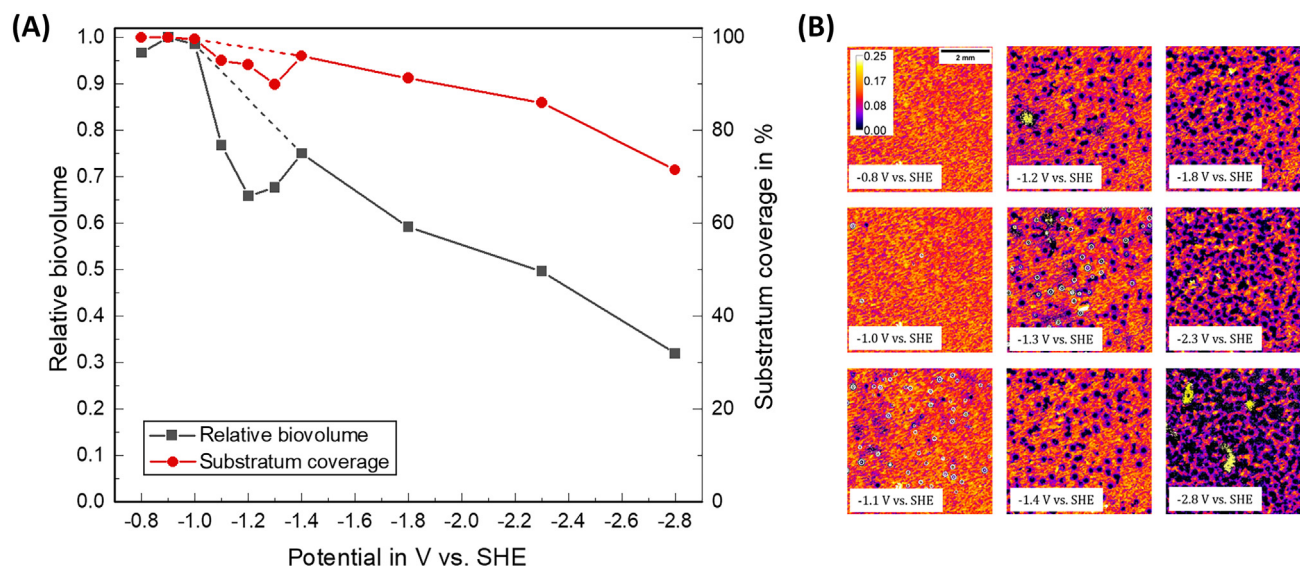 (A)
1.0
0.9
0.8
0.7
0.6
0.5
0.4
0.3
0.2
0.1
0.0
Relative biovolume
100
80
60
40
20
0
Substratum coverage in %
Relative biovolume
Substratum coverage
-0.8 -1.0 -1.2 -1.4 -1.6 -1.8 -2.0 -2.2 -2.4 -2.6 -2.8
Potential in V vs. SHE
(B)
0.25
0.17
0.08
0.00
2 mm
-0.8 V vs. SHE
-1.2 V vs. SHE
-1.8 V vs. SHE
-1.0 V vs. SHE
-1.3 V vs. SHE
-2.3 V vs. SHE
-1.1 V vs. SHE
-1.4 V vs. SHE
-2.8 V vs. SHE